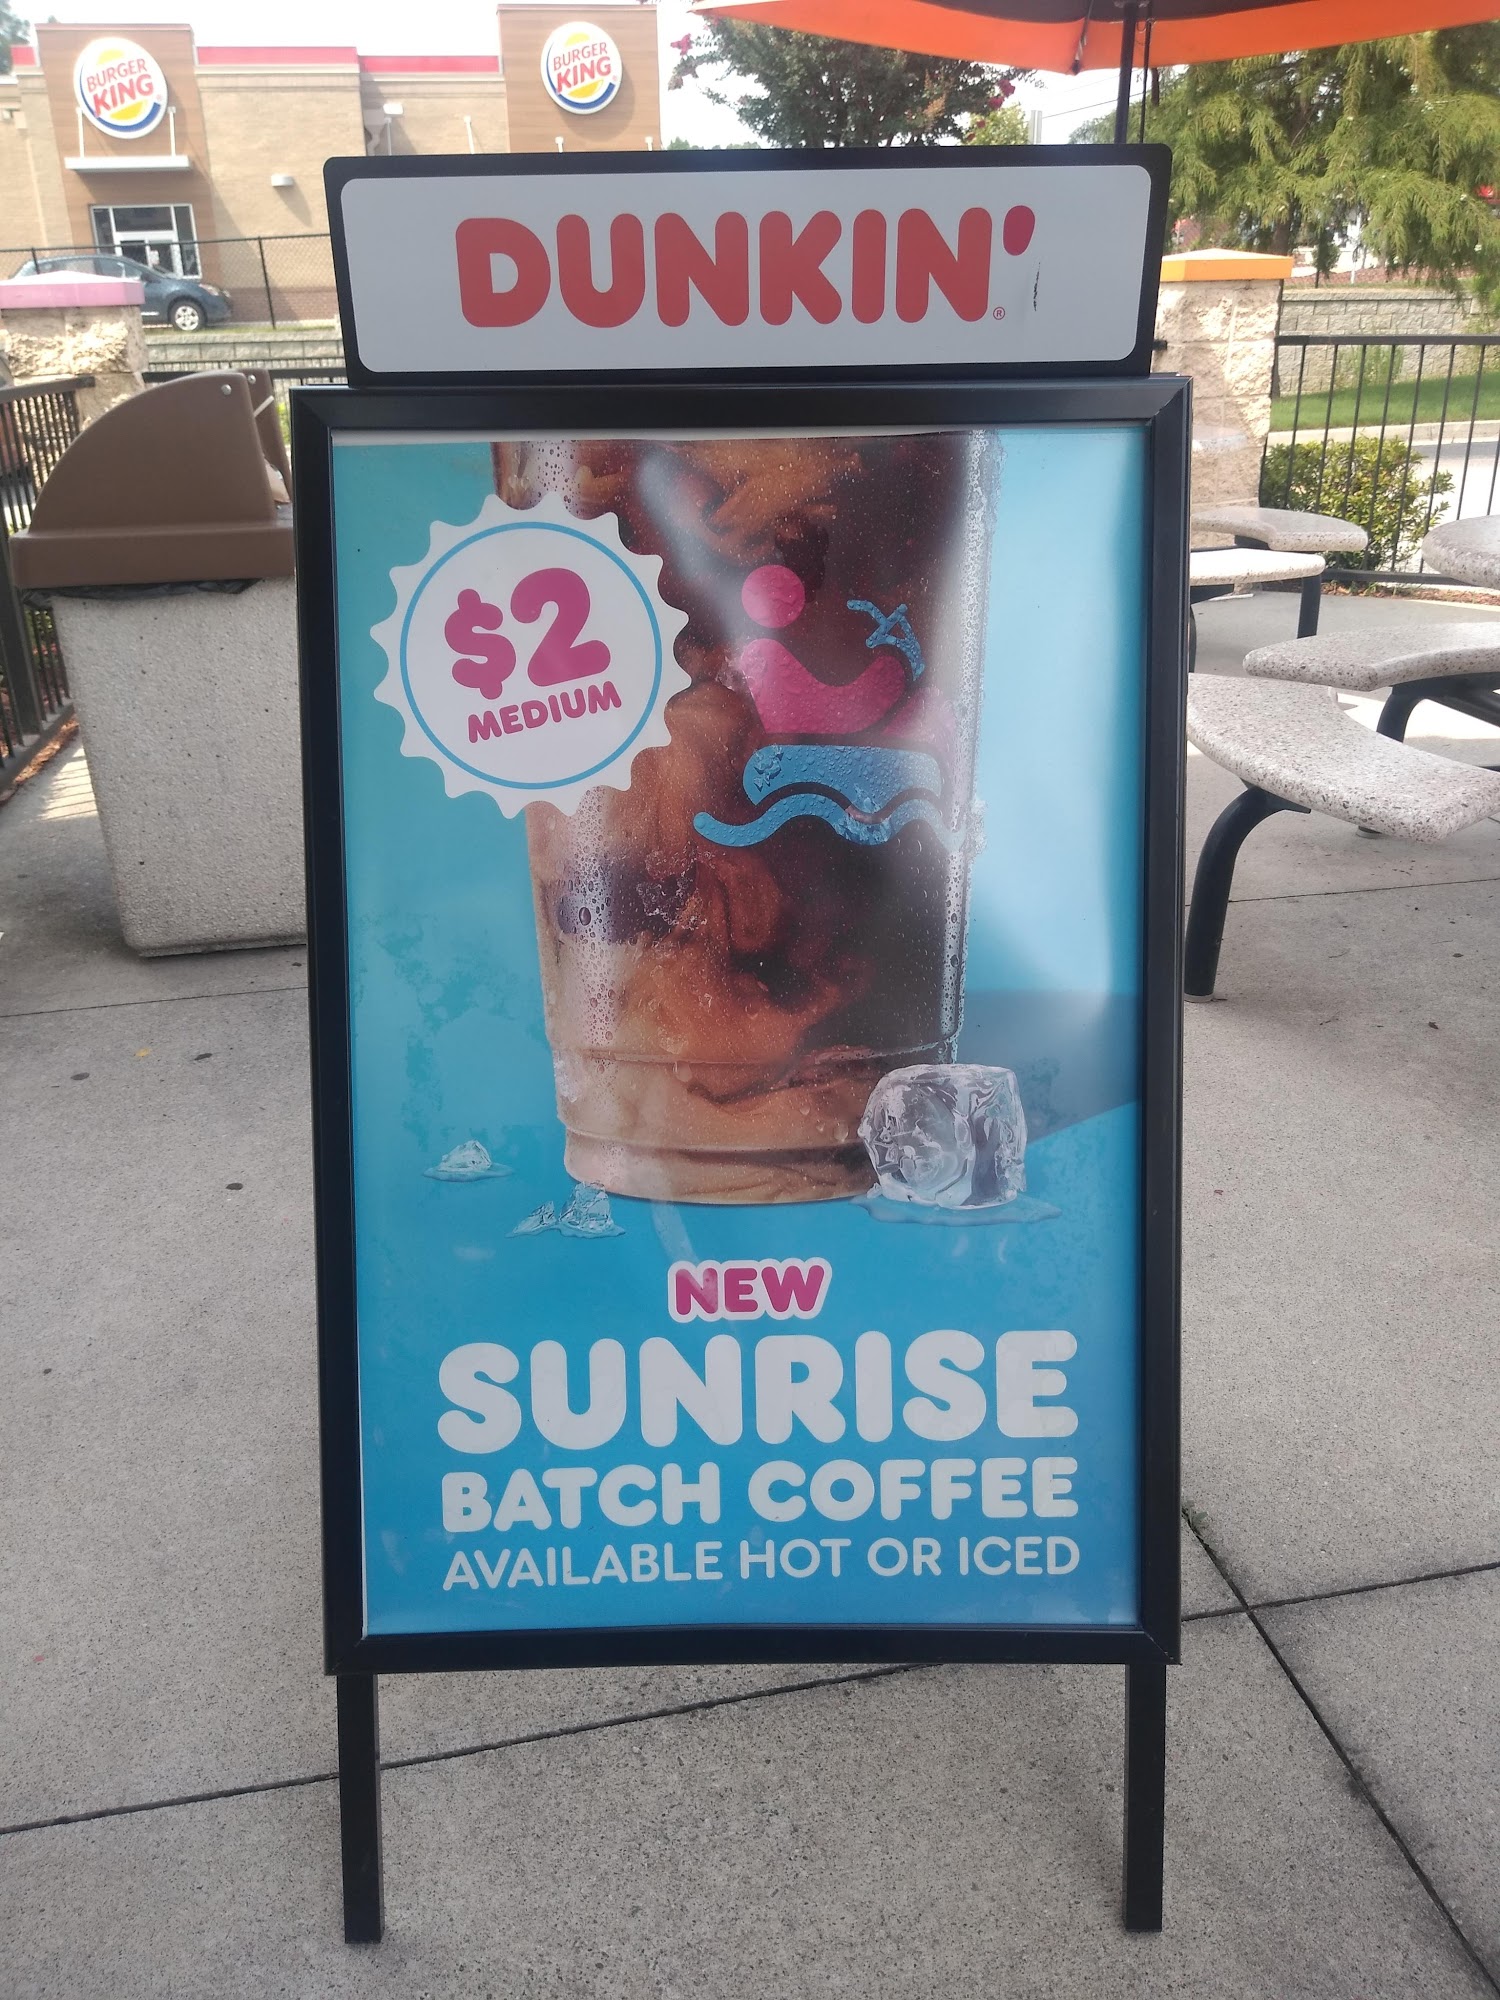 BURGER
KING
BURGER
KING
DUNKIN'
$2
MEDIUM
NEW
SUNRISE
BATCH COFFEE
AVAILABLE HOT OR ICED